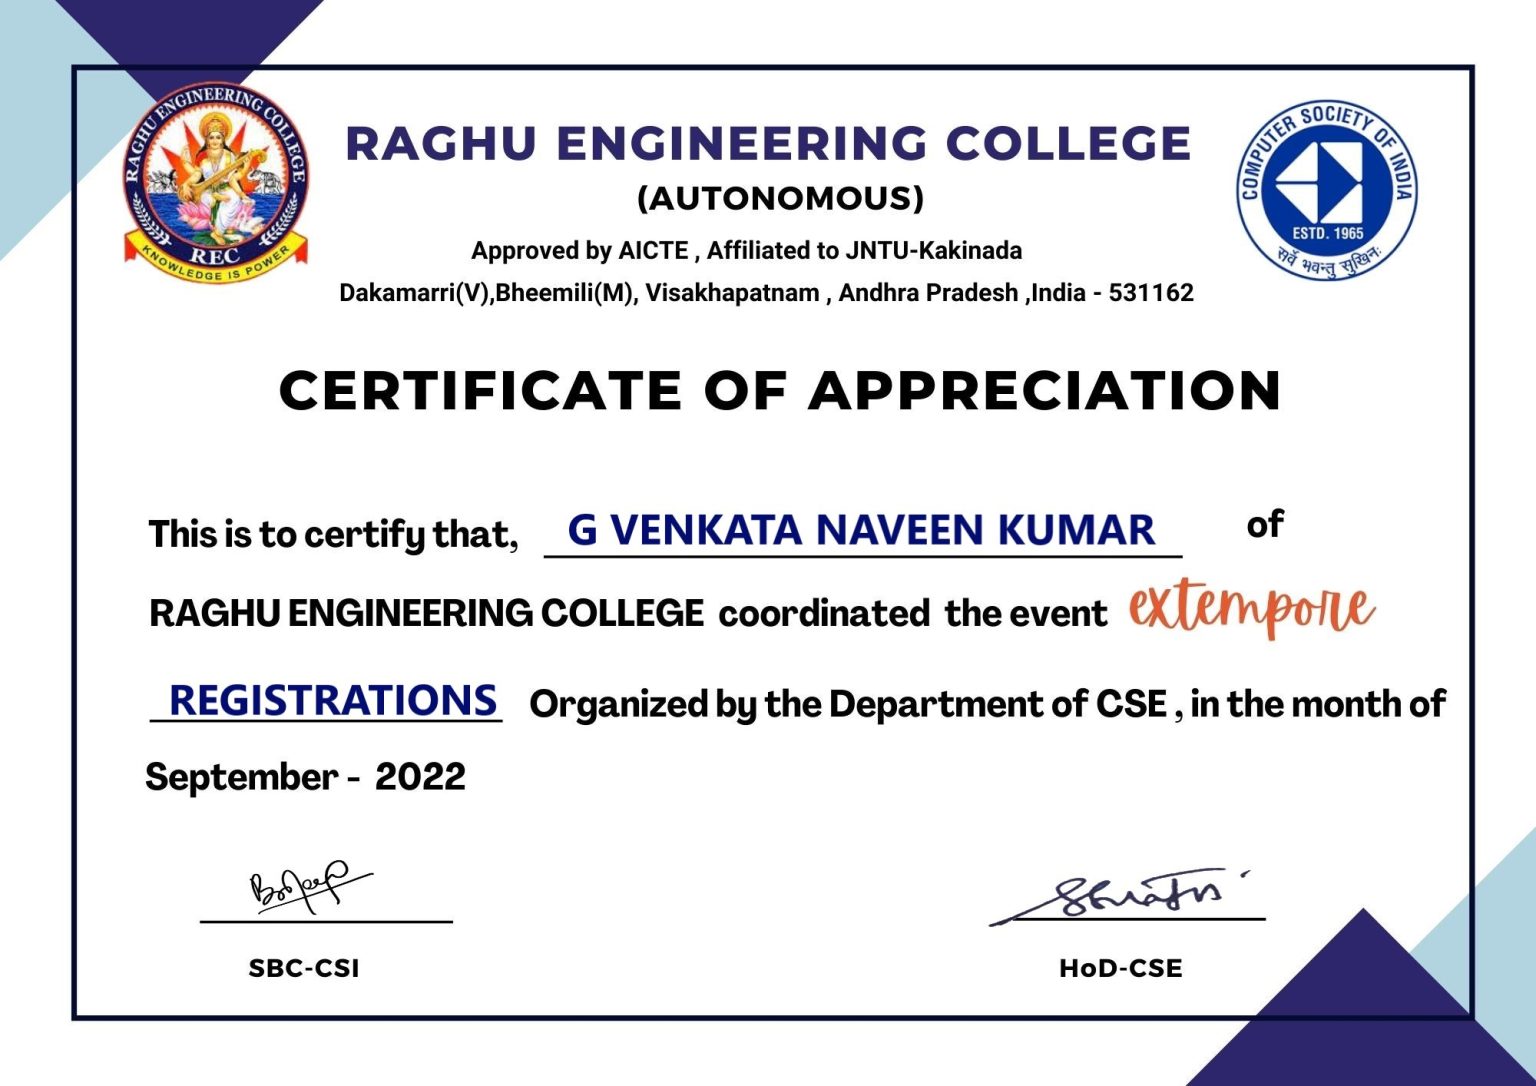 RAGHU ENGINEERING COLLEGE
REC
KNOWLEDGE IS POWER
RAGHU ENGINEERING COLLEGE
(AUTONOMOUS)
Approved by AICTE , Affiliated to JNTU-Kakinada
Dakamarri(V),Bheemili(M), Visakhapatnam , Andhra Pradesh ,India - 531162
COMPUTER SOCIETY OF INDIA
ESTD. 1965
सर्वे भवन्तु सुखिनः
CERTIFICATE OF APPRECIATION
This is to certify that, G VENKATA NAVEEN KUMAR of
RAGHU ENGINEERING COLLEGE coordinated the event extempore
REGISTRATIONS Organized by the Department of CSE , in the month of
September - 2022
SBC-CSI
HoD-CSE